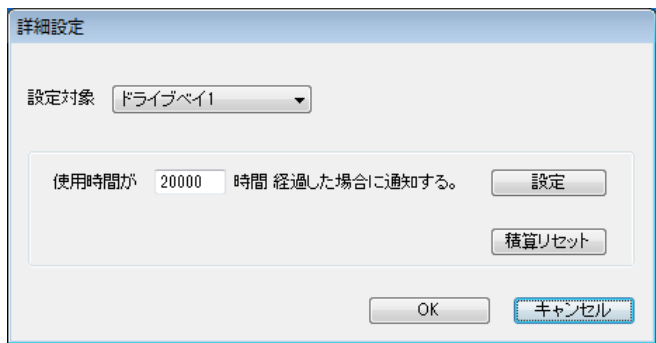 詳細設定
設定対象 ドライブベイ1
使用時間が 20000 時間 経過した場合に通知する。 設定
積算リセット
OK キャンセル